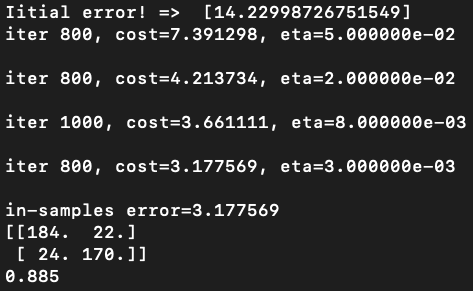 Iitial error! =>  [14.22998726751549]
iter 800, cost=7.391298, eta=5.000000e-02
iter 800, cost=4.213734, eta=2.000000e-02
iter 1000, cost=3.661111, eta=8.000000e-03
iter 800, cost=3.177569, eta=3.000000e-03
in-samples error=3.177569
[[184.  22.]
 [ 24. 170.]]
0.885